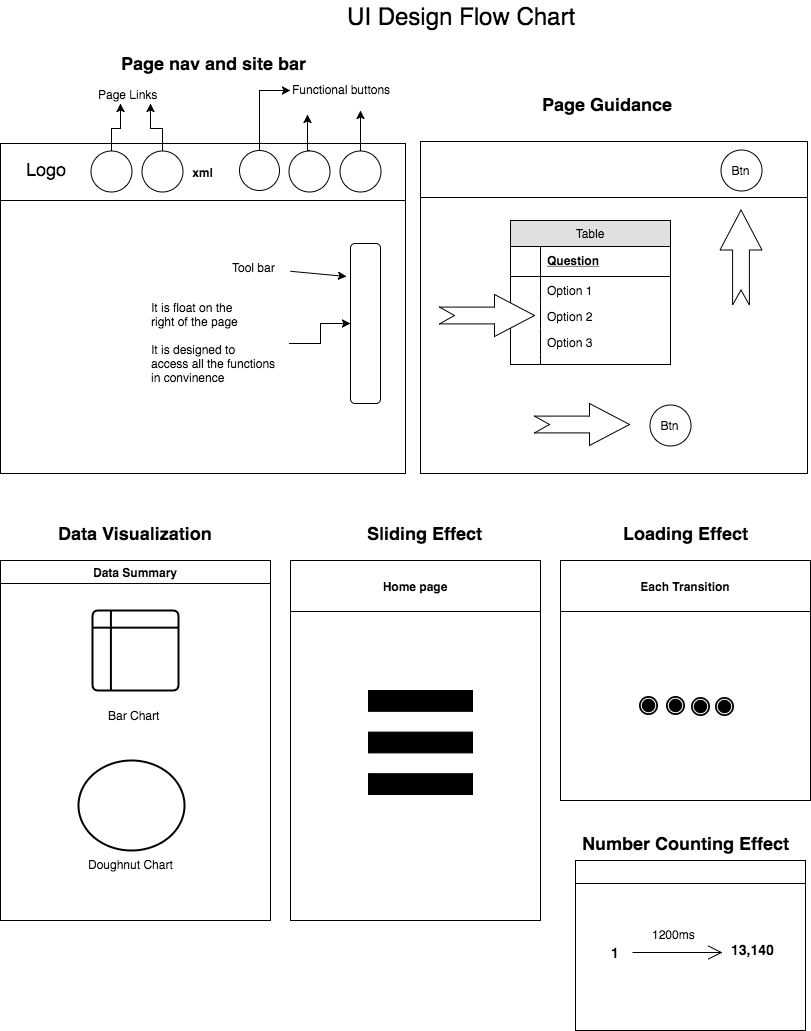 UI Design Flow Chart
Page nav and site bar
Page Links
Functional buttons
Logo
xml
Tool bar
It is float on the
right of the page
It is designed to
access all the functions
in convinence
Page Guidance
Btn
Table
Question
Option 1
Option 2
Option 3
Btn
Data Visualization
Data Summary
Bar Chart
Doughnut Chart
Sliding Effect
Home page
Loading Effect
Each Transition
Number Counting Effect
1200ms
1
13,140